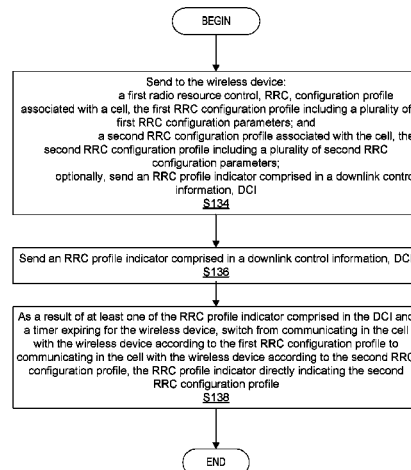 BEGIN
Send to the wireless device:
a first radio resource control, RRC, configuration profile
associated with a cell, the first RRC configuration profile including a plurality of
first RRC configuration parameters; and
a second RRC configuration profile associated with the cell, the
second RRC configuration profile including a plurality of second RRC
configuration parameters;
optionally, send an RRC profile indicator comprised in a downlink contro
information, DCI
S134
Send an RRC profile indicator comprised in a downlink control information, DCI
S136
As a result of at least one of the RRC profile indicator comprised in the DCI and
a timer expiring for the wireless device, switch from communicating in the cell
with the wireless device according to the first RRC configuration profile to
communicating in the cell with the wireless device according to the second RRC
configuration profile, the RRC profile indicator directly indicating the second
RRC configuration profile
S138
END